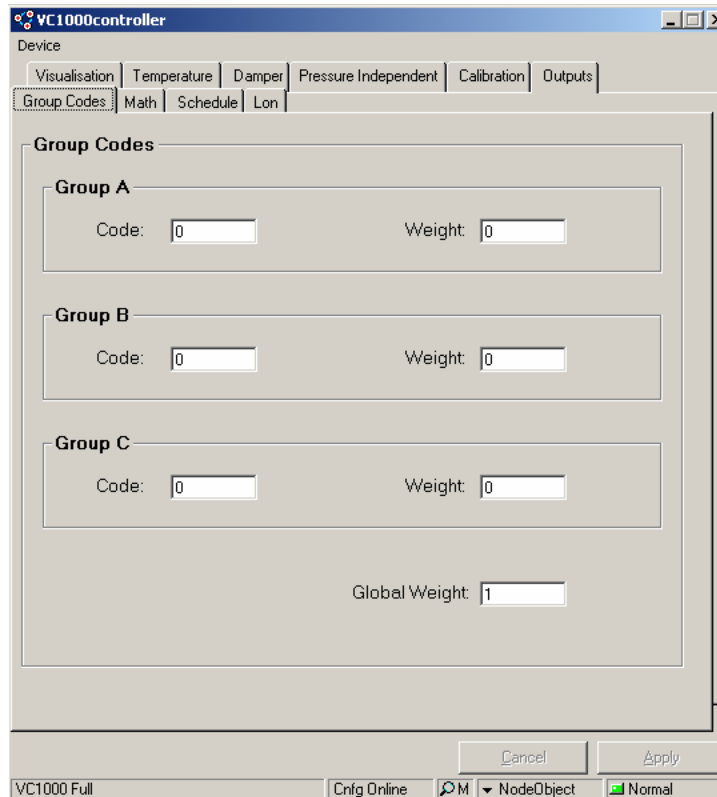 VC1000controller
Device
Visualisation Temperature Damper Pressure Independent Calibration Outputs
Group Codes Math Schedule Lon
Group Codes
Group A
Code: 0 Weight: 0
Group B
Code: 0 Weight: 0
Group C
Code: 0 Weight: 0
Global Weight: 1
Cancel Apply
VC1000 Full Cnfg Online M NodeObject Normal